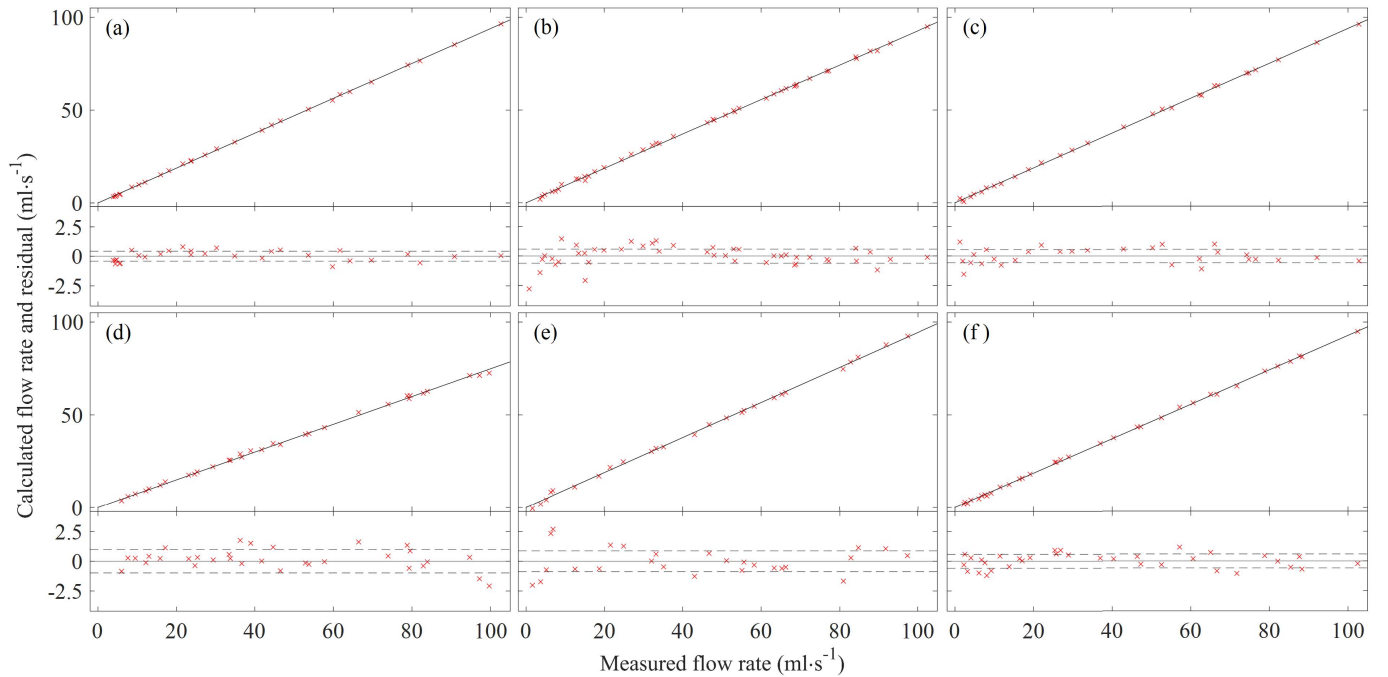 Calculated flow rate and residual (ml·s⁻¹)
(a)
(b)
(c)
100
50
0
2.5
0
-2.5
(d)
(e)
(f )
100
50
0
2.5
0
-2.5
0 20 40 60 80 100 0 20 40 60 80 100 0 20 40 60 80 100
Measured flow rate (ml·s⁻¹)